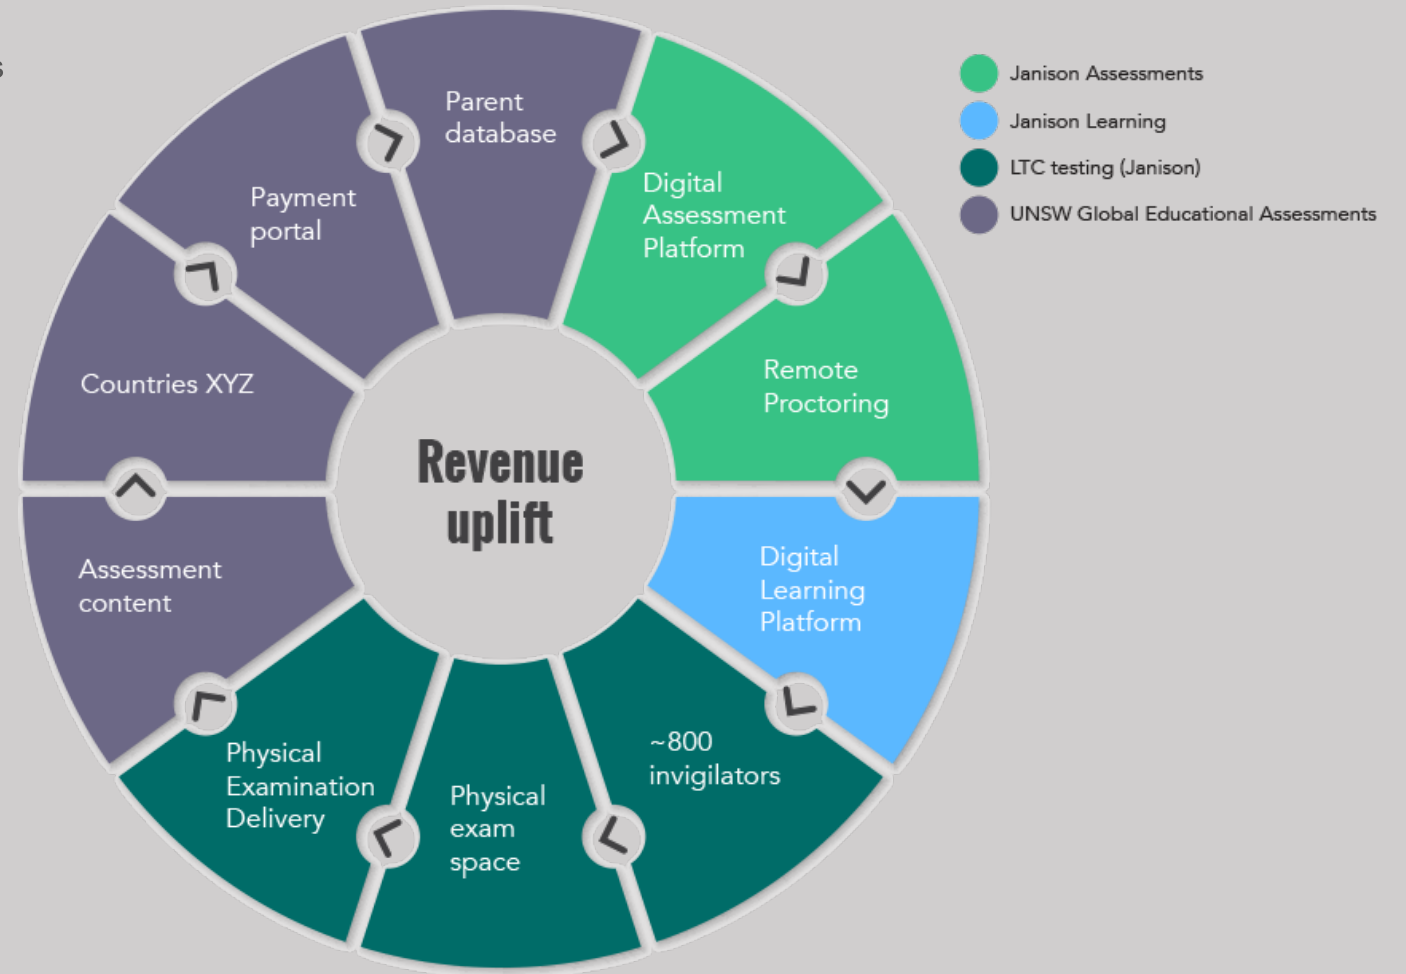 s
Parent
database
Digital
Assessment
Platform
Remote
Proctoring
Digital
Learning
Platform
~800
invigilators
Physical
exam
space
Physical
Examination
Delivery
Assessment
content
Countries XYZ
Payment
portal
Revenue
uplift
Janison Assessments
Janison Learning
LTC testing (Janison)
UNSW Global Educational Assessments